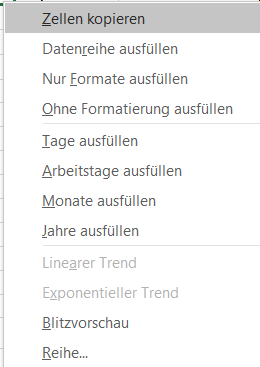 Zellen kopieren
Datenreihe ausfüllen
Nur Formate ausfüllen
Ohne Formatierung ausfüllen
Tage ausfüllen
Arbeitstage ausfüllen
Monate ausfüllen
Jahre ausfüllen
Linearer Trend
Exponentieller Trend
Blitzvorschau
Reihe...